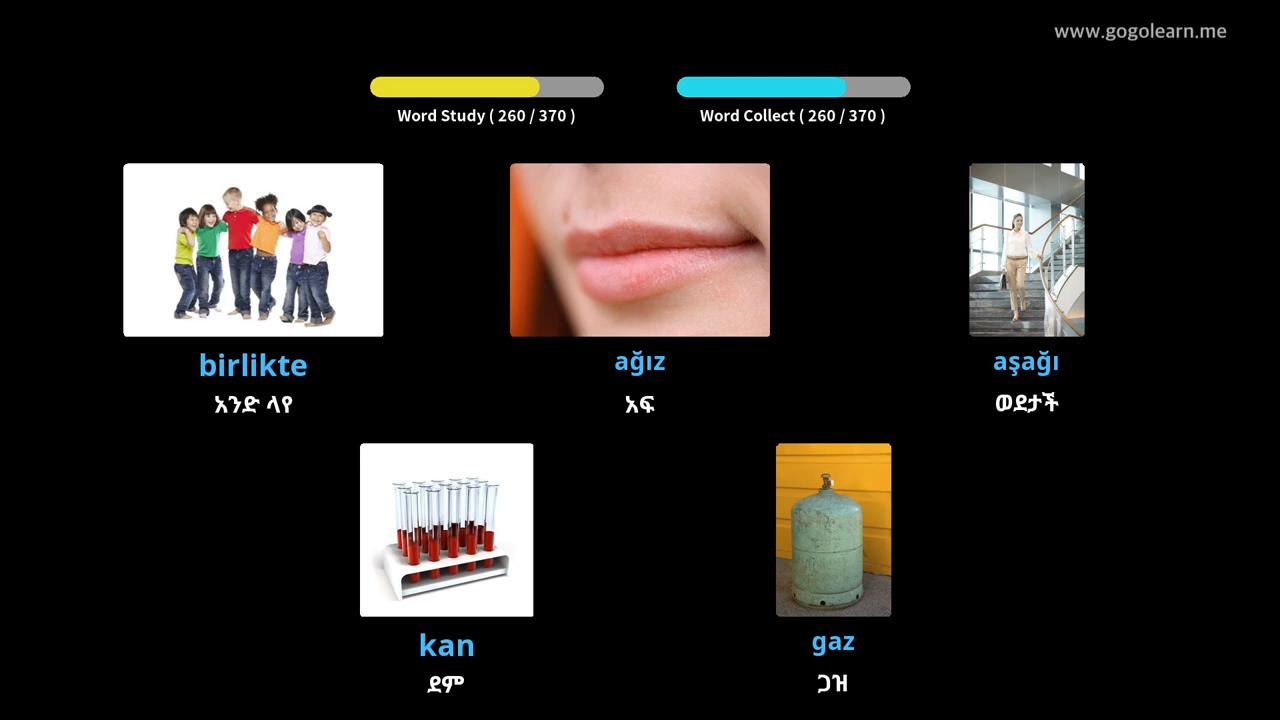 www.gogolearn.me
Word Study ( 260 / 370 )
Word Collect ( 260 / 370 )
birlikte
አንድ ላየ
ağız
አፍ
aşağı
ወደታች
kan
ደም
gaz
ጋዝ